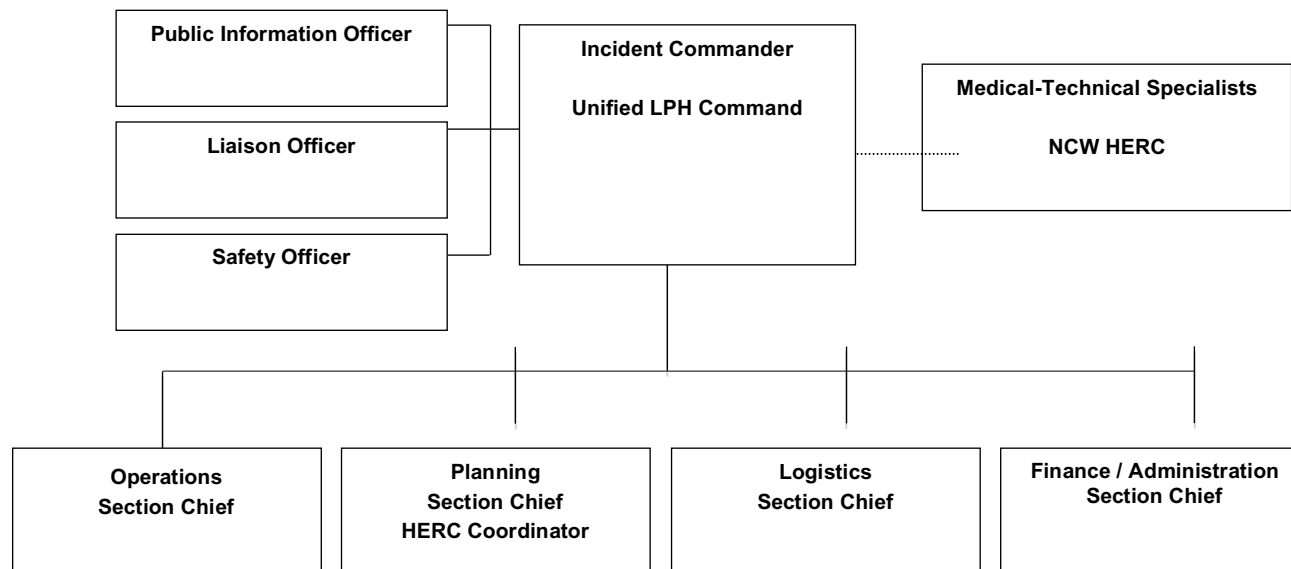 Public Information Officer
Incident Commander
Unified LPH Command
Medical-Technical Specialists
NCW HERC
Liaison Officer
Safety Officer
Operations
Section Chief
Planning
Section Chief
HERC Coordinator
Logistics
Section Chief
Finance / Administration
Section Chief